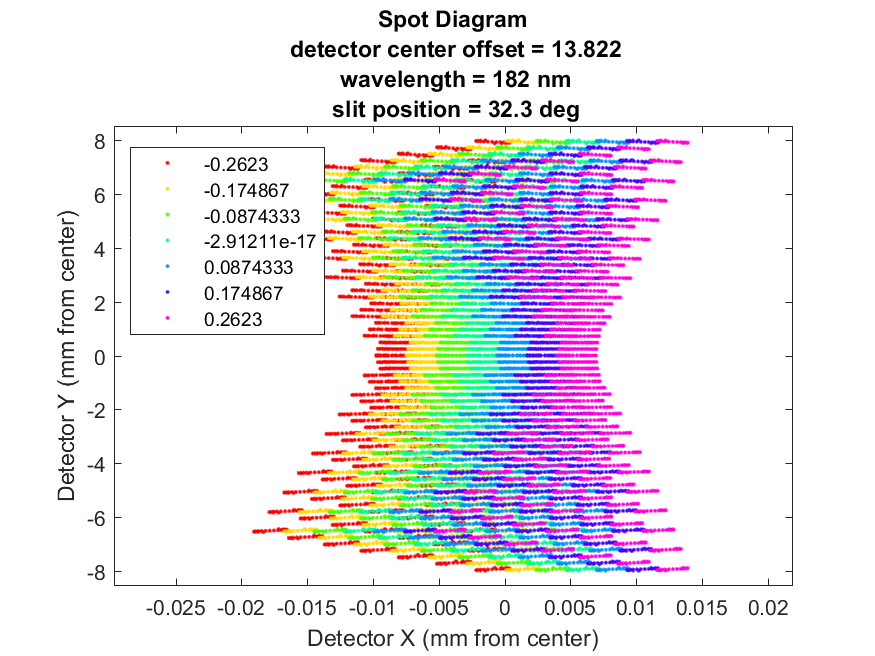 Spot Diagram
detector center offset = 13.822
wavelength = 182 nm
slit position = 32.3 deg
8
6
4
2
0
-2
-4
-6
-8
Detector Y (mm from center)
-0.2623
-0.174867
-0.0874333
-2.91211e-17
0.0874333
0.174867
0.2623
-0.025 -0.02 -0.015 -0.01 -0.005 0 0.005 0.01 0.015 0.02
Detector X (mm from center)